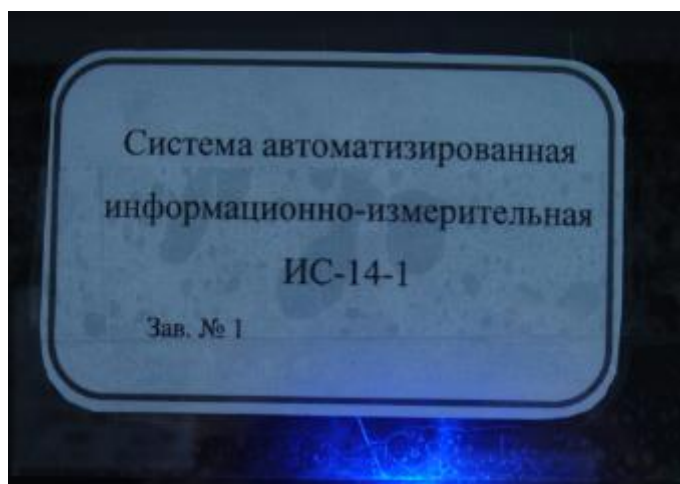 Система автоматизированная
информационно-измерительная
ИС-14-1
Зав. № 1